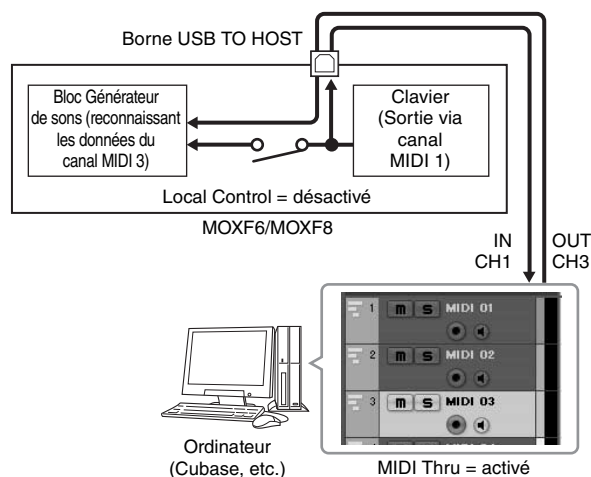 Borne USB TO HOST
Bloc Générateur
de sons (reconnaissant
les données du
canal MIDI 3)
Clavier
(Sortie via
canal
MIDI 1)
Local Control = désactivé
MOXF6/MOXF8
IN
CH1
OUT
CH3
1 m S MIDI 01
2 m S MIDI 02
3 m S MIDI 03
Ordinateur
(Cubase, etc.)
MIDI Thru = activé